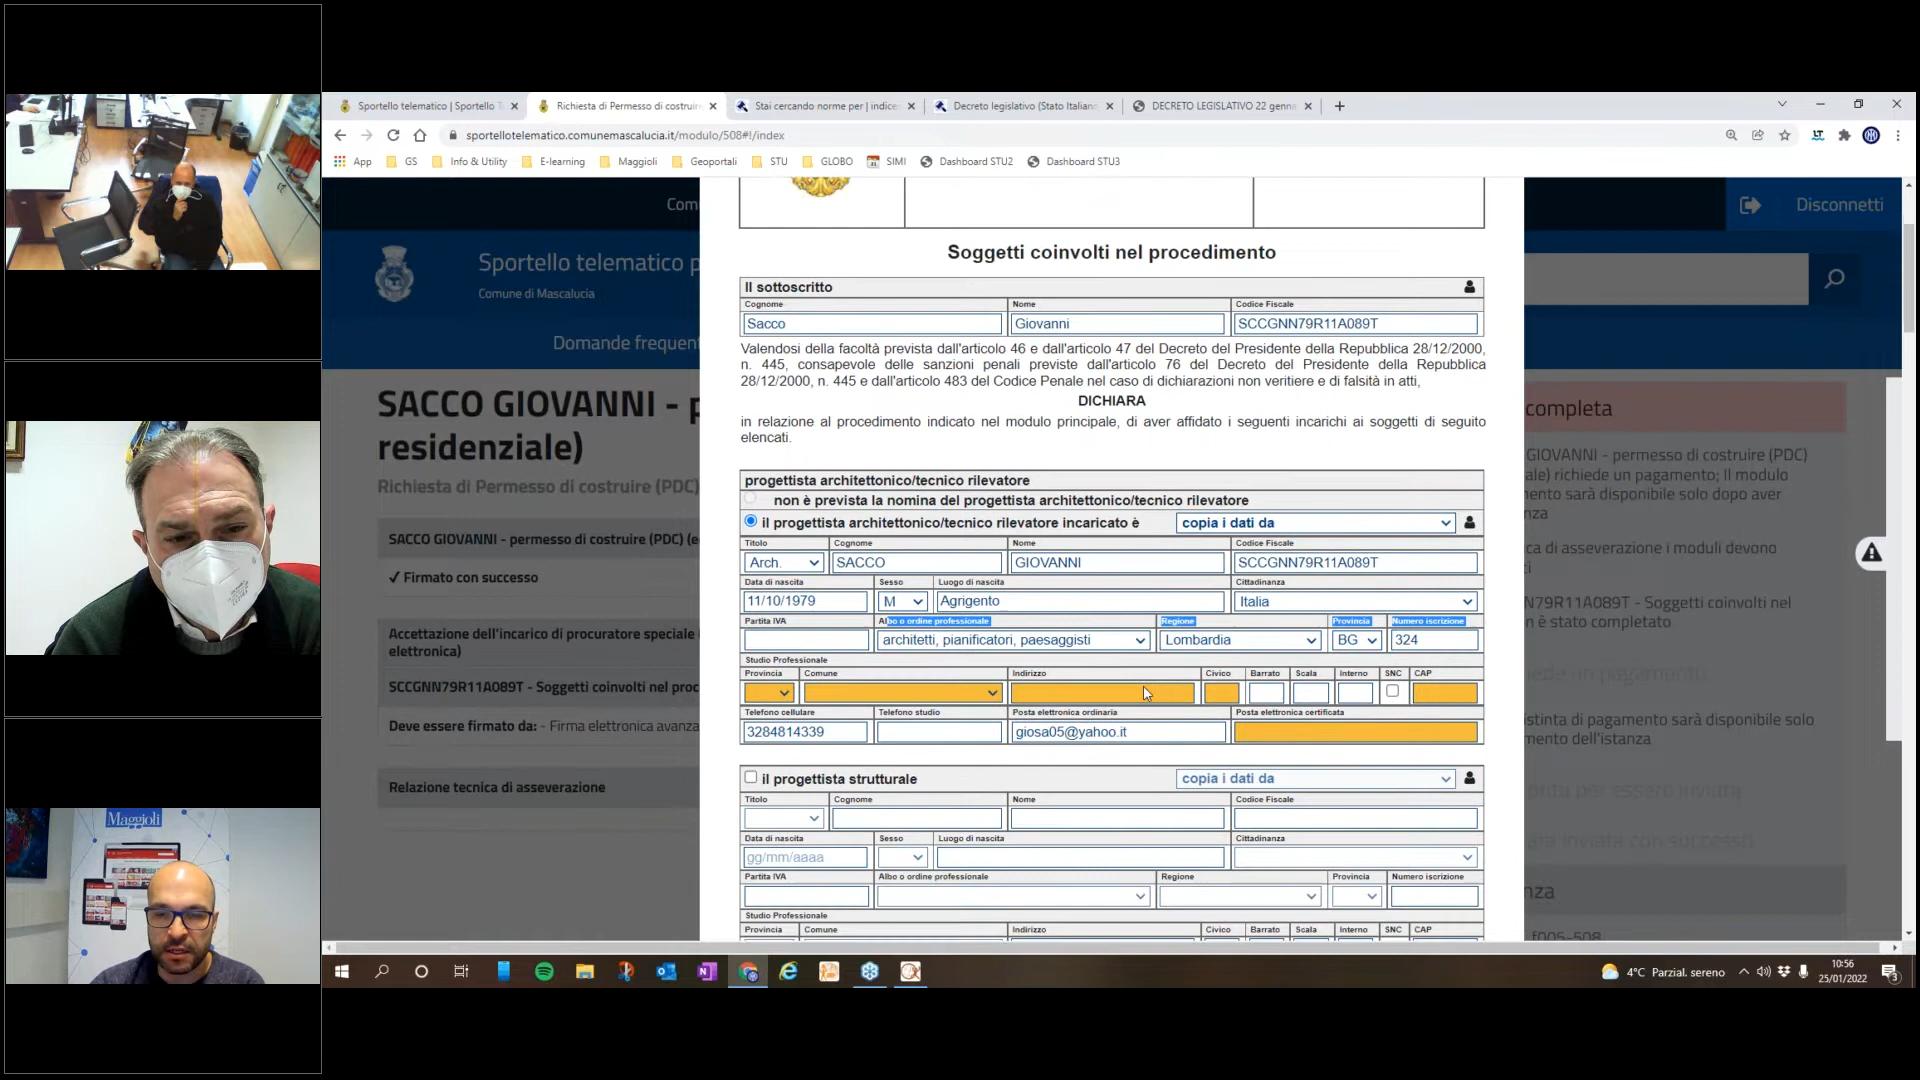 Sportello telematico | Sportello T
Richiesta di Permesso di costruire
Stai cercando norme per | indice
Decreto legislativo (Stato Italiano
DECRETO LEGISLATIVO 22 genna
sportellotelematico.comunemascalucia.it/modulo/508#!/index
App
GS
Info & Utility
E-learning
Maggioli
Geoportali
STU
GLOBO
SIMI
Dashboard STU2
Dashboard STU3
Com
Disconnetti
Sportello telematico p
Comune di Mascalucia
Domande frequent
SACCO GIOVANNI - p
residenziale)
Richiesta di Permesso di costruire (PDC)
SACCO GIOVANNI - permesso di costruire (PDC) (e
✓ Firmato con successo
Accettazione dell'incarico di procuratore speciale (
elettronica)
SCCGNN79R11A089T - Soggetti coinvolti nel proc
Deve essere firmato da: - Firma elettronica avanza
Relazione tecnica di asseverazione
Soggetti coinvolti nel procedimento
Il sottoscritto
Cognome Nome Codice Fiscale
Sacco Giovanni SCCGNN79R11A089T
Valendosi della facoltà prevista dall'articolo 46 e dall'articolo 47 del Decreto del Presidente della Repubblica 28/12/2000,
n. 445, consapevole delle sanzioni penali previste dall'articolo 76 del Decreto del Presidente della Repubblica
28/12/2000, n. 445 e dall'articolo 483 del Codice Penale nel caso di dichiarazioni non veritiere e di falsità in atti,
DICHIARA
in relazione al procedimento indicato nel modulo principale, di aver affidato i seguenti incarichi ai soggetti di seguito
elencati.
progettista architettonico/tecnico rilevatore
non è prevista la nomina del progettista architettonico/tecnico rilevatore
il progettista architettonico/tecnico rilevatore incaricato è copia i dati da
Titolo Cognome Nome Codice Fiscale
Arch. SACCO GIOVANNI SCCGNN79R11A089T
Data di nascita Sesso Luogo di nascita Cittadinanza
11/10/1979 M Agrigento Italia
Partita IVA Albo o ordine professionale Regione Provincia Numero iscrizione
architetti, pianificatori, paesaggisti Lombardia BG 324
Studio Professionale
Provincia Comune Indirizzo Civico Barrato Scala Interno SNC CAP
Telefono cellulare Telefono studio Posta elettronica ordinaria Posta elettronica certificata
3284814339 giosa05@yahoo.it
il progettista strutturale copia i dati da
Titolo Cognome Nome Codice Fiscale
Data di nascita Sesso Luogo di nascita Cittadinanza
gg/mm/aaaa
Partita IVA Albo o ordine professionale Regione Provincia Numero iscrizione
Studio Professionale
Provincia Comune Indirizzo Civico Barrato Scala Interno SNC CAP
completa
GIOVANNI - permesso di costruire (PDC)
ale) richiede un pagamento; Il modulo
mento sarà disponibile solo dopo aver
nza
ca di asseverazione i moduli devono
ci
N79R11A089T - Soggetti coinvolti nel
n è stato completato
iede un pagamento
istinta di pagamento sarà disponibile solo
mento dell'istanza
onta per essere inviata
ata inviata con successo
nza
f005-508
Maggioli
4°C Parzial. sereno
10:56
25/01/2022
3